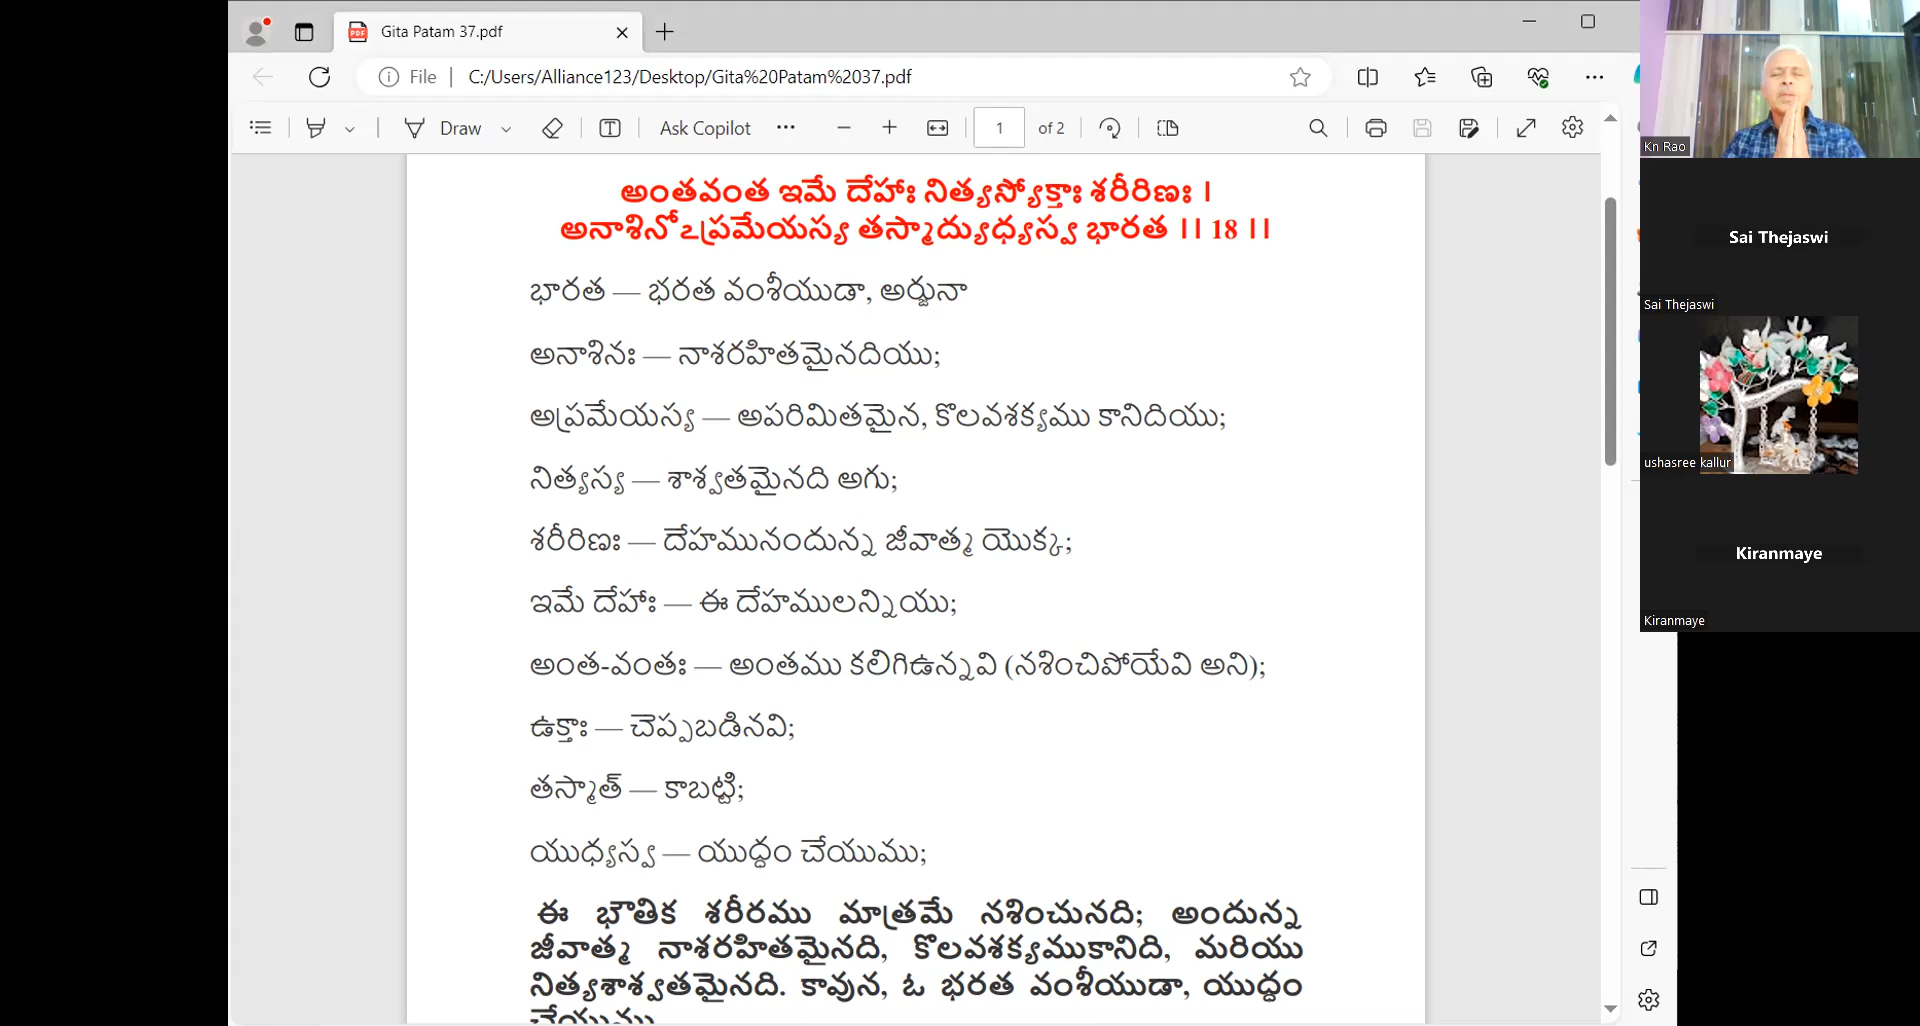 Gita Patam 37.pdf
File
C:/Users/Alliance123/Desktop/Gita%20Patam%2037.pdf
Draw
Ask Copilot
1 of 2
అంతవంత ఇమే దేహాః నిత్యస్యోక్తాః శరీరిణః ।
అనాశినోఽప్రమేయస్య తస్మాద్యుధ్యస్వ భారత ।। 18 ।।
భారత — భరత వంశీయుడా, అర్జునా
అనాశినః — నాశరహితమైనదియు;
అప్రమేయస్య — అపరిమితమైన, కొలవశక్యము కానిదియు;
నిత్యస్య — శాశ్వతమైనది అగు;
శరీరిణః — దేహమునందున్న జీవాత్మ యొక్క;
ఇమే దేహాః — ఈ దేహములన్నియు;
అంత-వంతః — అంతము కలిగిఉన్నవి (నశించిపోయేవి అని);
ఉక్తాః — చెప్పబడినవి;
తస్మాత్ — కాబట్టి;
యుధ్యస్వ — యుద్ధం చేయుము;
ఈ భౌతిక శరీరము మాత్రమే నశించునది; అందున్న
జీవాత్మ నాశరహితమైనది, కొలవశక్యముకానిది, మరియు
నిత్యశాశ్వతమైనది. కావున, ఓ భరత వంశీయుడా, యుద్ధం
చేయుము
Kn Rao
Sai Thejaswi
Sai Thejaswi
ushasree kallur
Kiranmaye
Kiranmaye